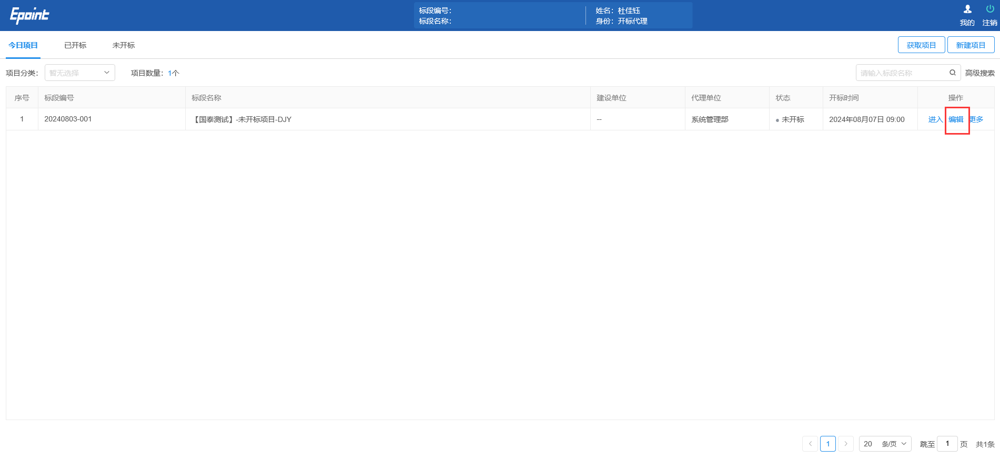 Epoint
标段编号：
标段名称：
姓名：杜佳钰
身份：开标代理
我的
注销
今日项目 已开标 未开标
获取项目 新建项目
项目分类： 暂无选择 项目数量：1个
请输入标段名称 高级搜索
序号 标段编号 标段名称 建设单位 代理单位 状态 开标时间 操作
1 20240803-001 【国泰测试】-未开标项目-DJY -- 系统管理部 未开标 2024年08月07日 09:00 进入 编辑 更多
1 20 条/页 跳至 1 页 共1条